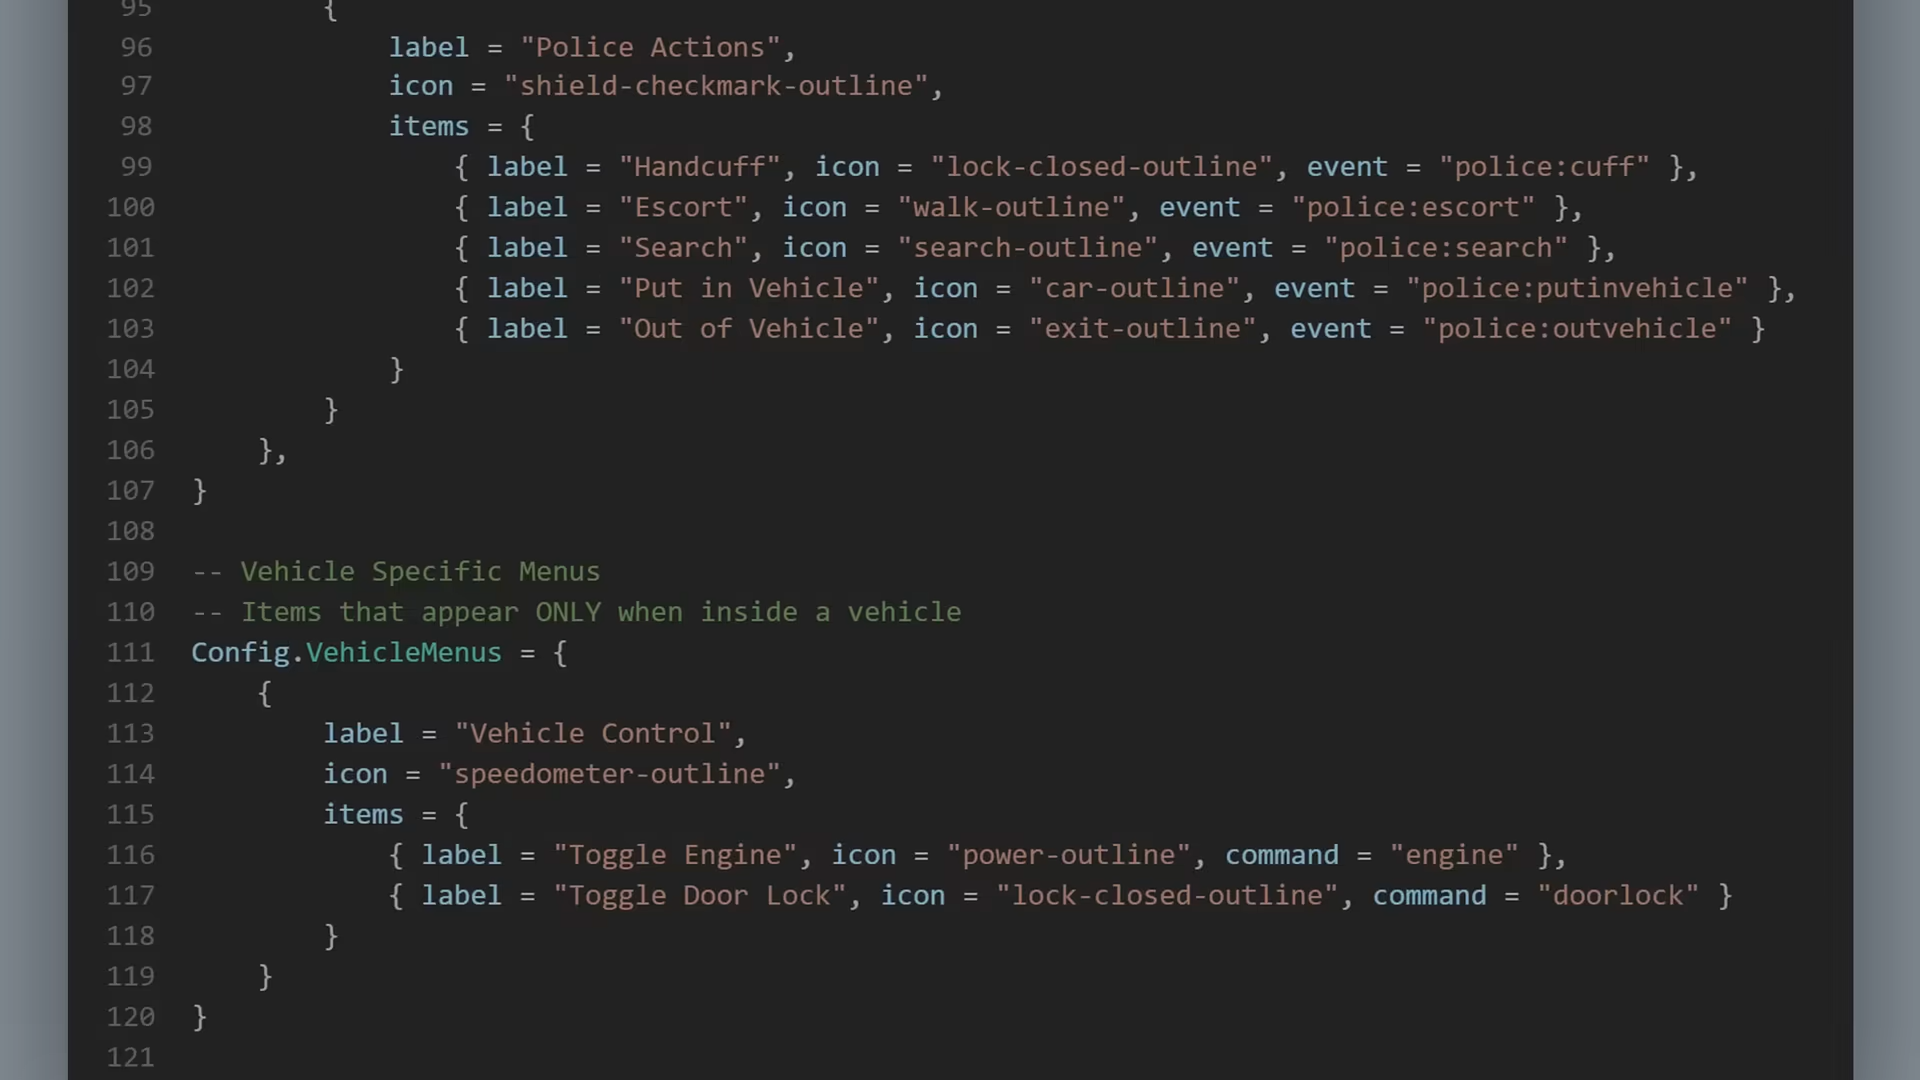 95 {
96 label = "Police Actions",
97 icon = "shield-checkmark-outline",
98 items = {
99 { label = "Handcuff", icon = "lock-closed-outline", event = "police:cuff" },
100 { label = "Escort", icon = "walk-outline", event = "police:escort" },
101 { label = "Search", icon = "search-outline", event = "police:search" },
102 { label = "Put in Vehicle", icon = "car-outline", event = "police:putinvehicle" },
103 { label = "Out of Vehicle", icon = "exit-outline", event = "police:outvehicle" }
104 }
105 }
106 },
107 }
108
109 -- Vehicle Specific Menus
110 -- Items that appear ONLY when inside a vehicle
111 Config.VehicleMenus = {
112 {
113 label = "Vehicle Control",
114 icon = "speedometer-outline",
115 items = {
116 { label = "Toggle Engine", icon = "power-outline", command = "engine" },
117 { label = "Toggle Door Lock", icon = "lock-closed-outline", command = "doorlock" }
118 }
119 }
120 }
121